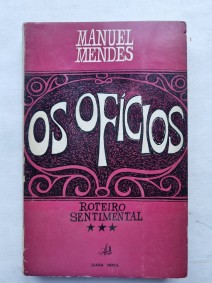 MANUEL
MENDES
OS OFÍCIOS
ROTEIRO
SENTIMENTAL